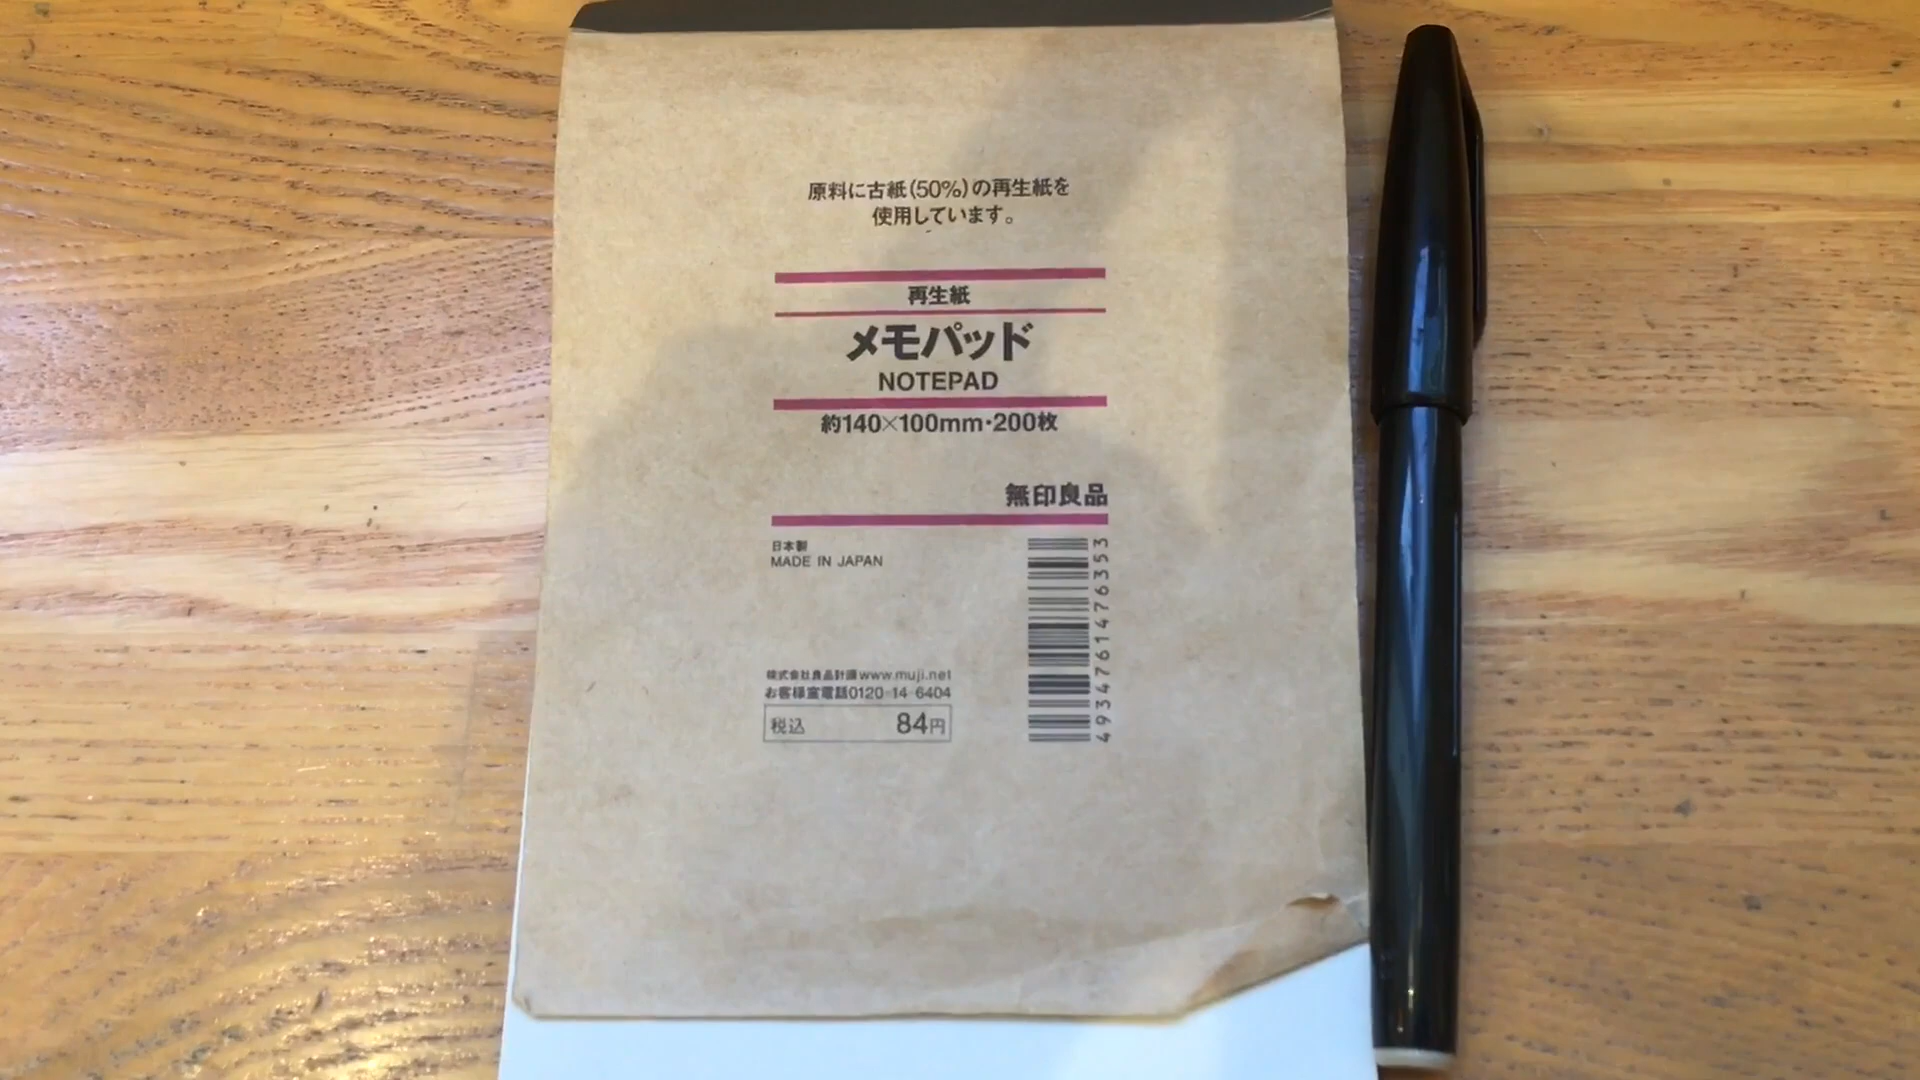 原料に古紙(50%)の再生紙を
使用しています。
再生紙
メモパッド
NOTEPAD
約140×100mm・200枚
無印良品
日本製
MADE IN JAPAN
株式会社良品計画 www.muji.net
お客様室電話0120-14-6404
税込 84円
4934761476353